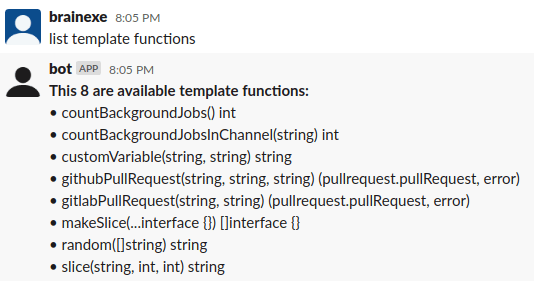 brainexe 8:05 PM
list template functions
bot APP 8:05 PM
This 8 are available template functions:
• countBackgroundJobs() int
• countBackgroundJobsInChannel(string) int
• customVariable(string, string) string
• githubPullRequest(string, string, string) (pullrequest.pullRequest, error)
• gitlabPullRequest(string, string) (pullrequest.pullRequest, error)
• makeSlice(...interface {}) []interface {}
• random([]string) string
• slice(string, int, int) string